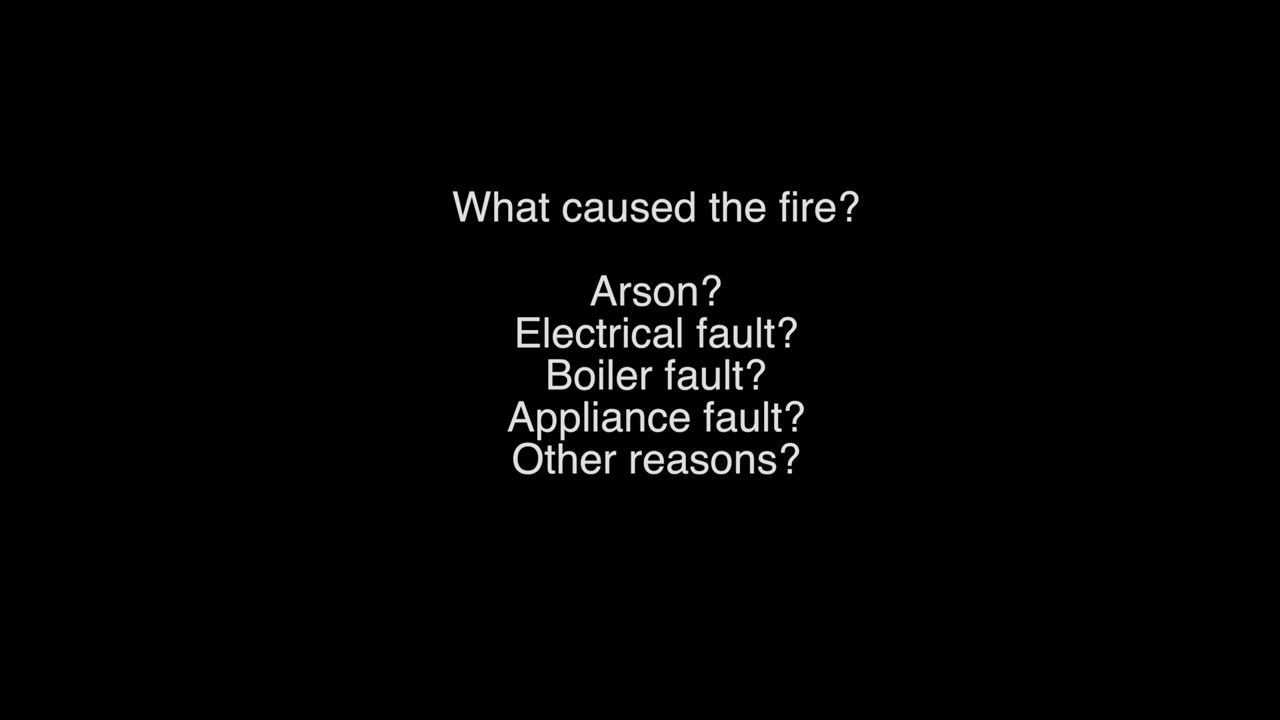 What caused the fire?
Arson?
Electrical fault?
Boiler fault?
Appliance fault?
Other reasons?